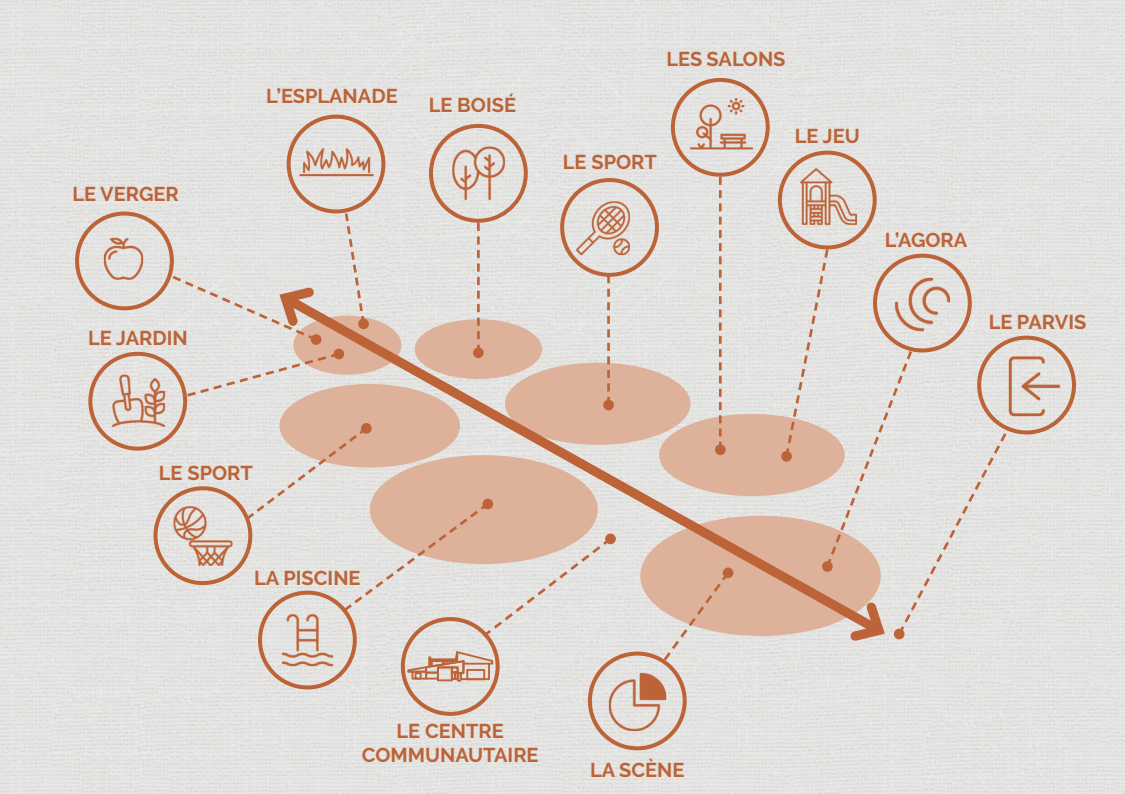 LES SALONS
L'ESPLANADE
LE BOISÉ
LE JEU
LE SPORT
LE VERGER
L'AGORA
LE PARVIS
LE JARDIN
LE SPORT
LA PISCINE
LE CENTRE
COMMUNAUTAIRE
LA SCÈNE